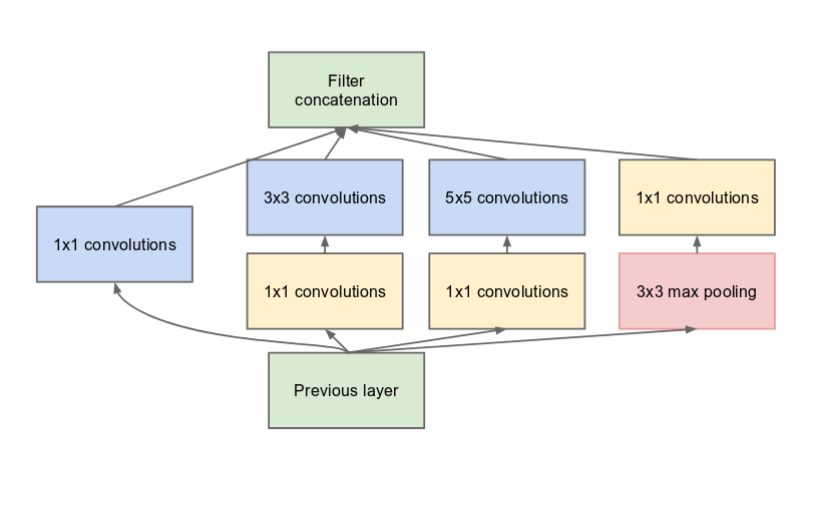 Filter
concatenation
3x3 convolutions
5x5 convolutions
1x1 convolutions
1x1 convolutions
1x1 convolutions
1x1 convolutions
3x3 max pooling
Previous layer